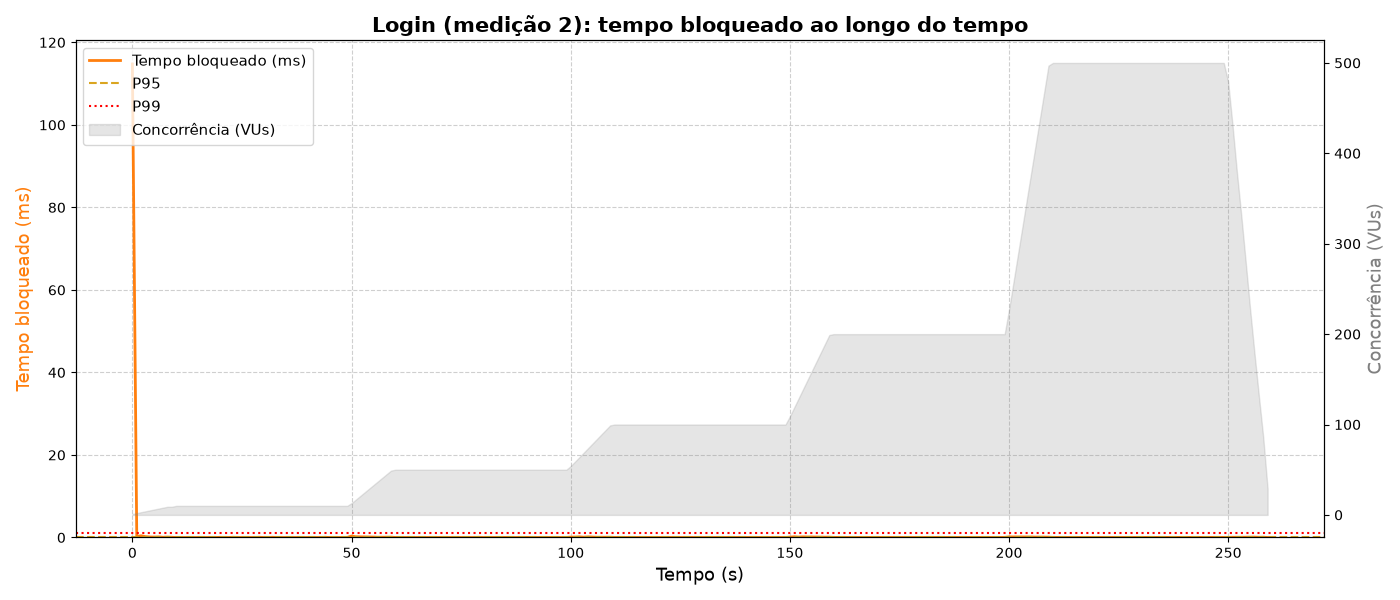 Login (medição 2): tempo bloqueado ao longo do tempo
Tempo bloqueado (ms)
P95
P99
Concorrência (VUs)
120
100
80
60
40
20
0
Tempo bloqueado (ms)
500
400
300
200
100
0
Concorrência (VUs)
0
50
100
150
200
250
Tempo (s)